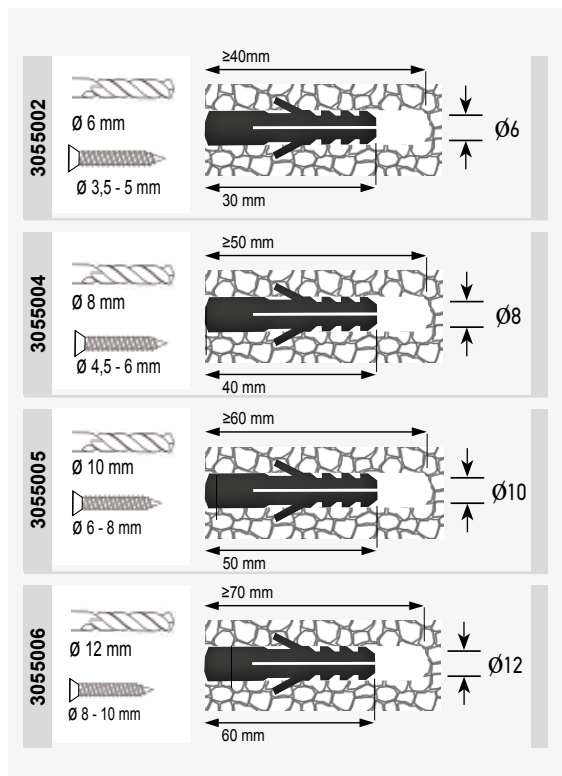 3055002
≥40mm
Ø 6 mm
Ø6
Ø 3,5 - 5 mm
30 mm
3055004
≥50 mm
Ø 8 mm
Ø8
Ø 4,5 - 6 mm
40 mm
3055005
≥60 mm
Ø 10 mm
Ø10
Ø 6 - 8 mm
50 mm
3055006
≥70 mm
Ø 12 mm
Ø12
Ø 8 - 10 mm
60 mm